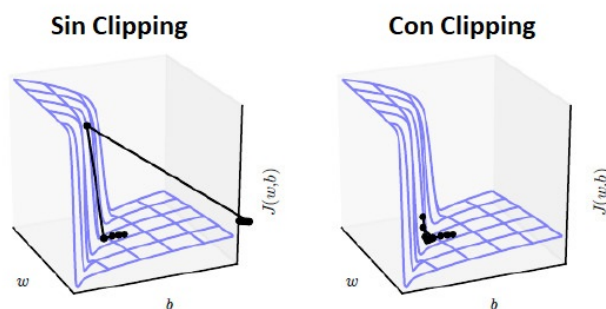 Sin Clipping
Con Clipping
J(w,b)
w
b
J(w,b)
w
b